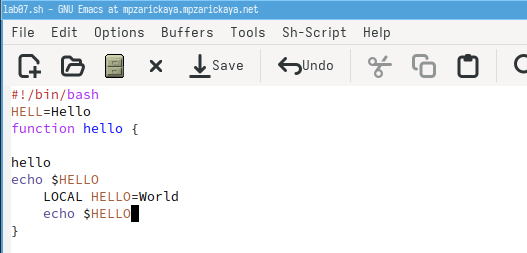 lab07.sh - GNU Emacs at mpzarickaya.mpzarickaya.net
File Edit Options Buffers Tools Sh-Script Help
Save Undo
#!/bin/bash
HELL=Hello
function hello {
hello
echo $HELLO
LOCAL HELLO=World
echo $HELLO
}